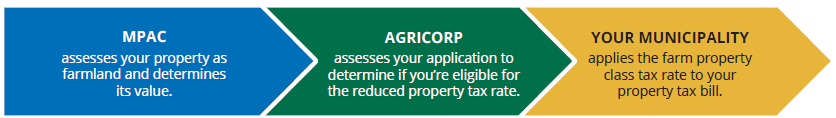 MPAC
assesses your property as
farmland and determines
its value.
AGRICORP
assesses your application to
determine if you’re eligible for
the reduced property tax rate.
YOUR MUNICIPALITY
applies the farm property
class tax rate to your
property tax bill.